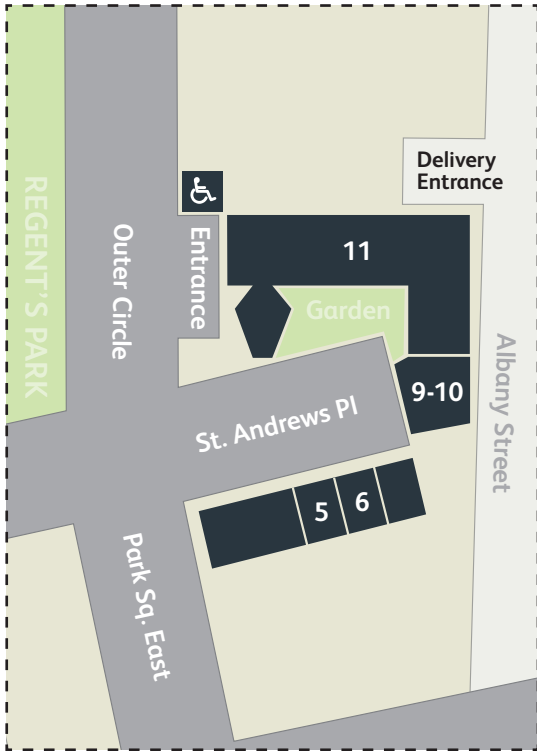 REGENT'S PARK
Outer Circle
Entrance
Delivery
Entrance
11
Garden
9-10
Albany Street
St. Andrews Pl
5
6
Park Sq. East